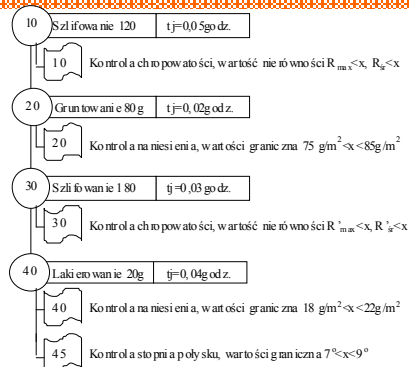 10 Szlifowanie 120 tj=0,05godz.
10 Kontrola chropowatości, wartość nierówności R max<x, Rśr<x
20 Gruntowanie 80g tj=0,02godz.
20 Kontrola naniesienia, wartości graniczna 75 g/m²<x<85g/m²
30 Szlifowanie 180 tj=0,03godz.
30 Kontrola chropowatości, wartość nierówności R'max<x, R'śr<x
40 Lakierowanie 20g tj=0,04godz.
40 Kontrola naniesienia, wartości graniczna 18 g/m²<x<22g/m²
45 Kontrola stopnia połysku, wartości graniczna 7°<x<9°